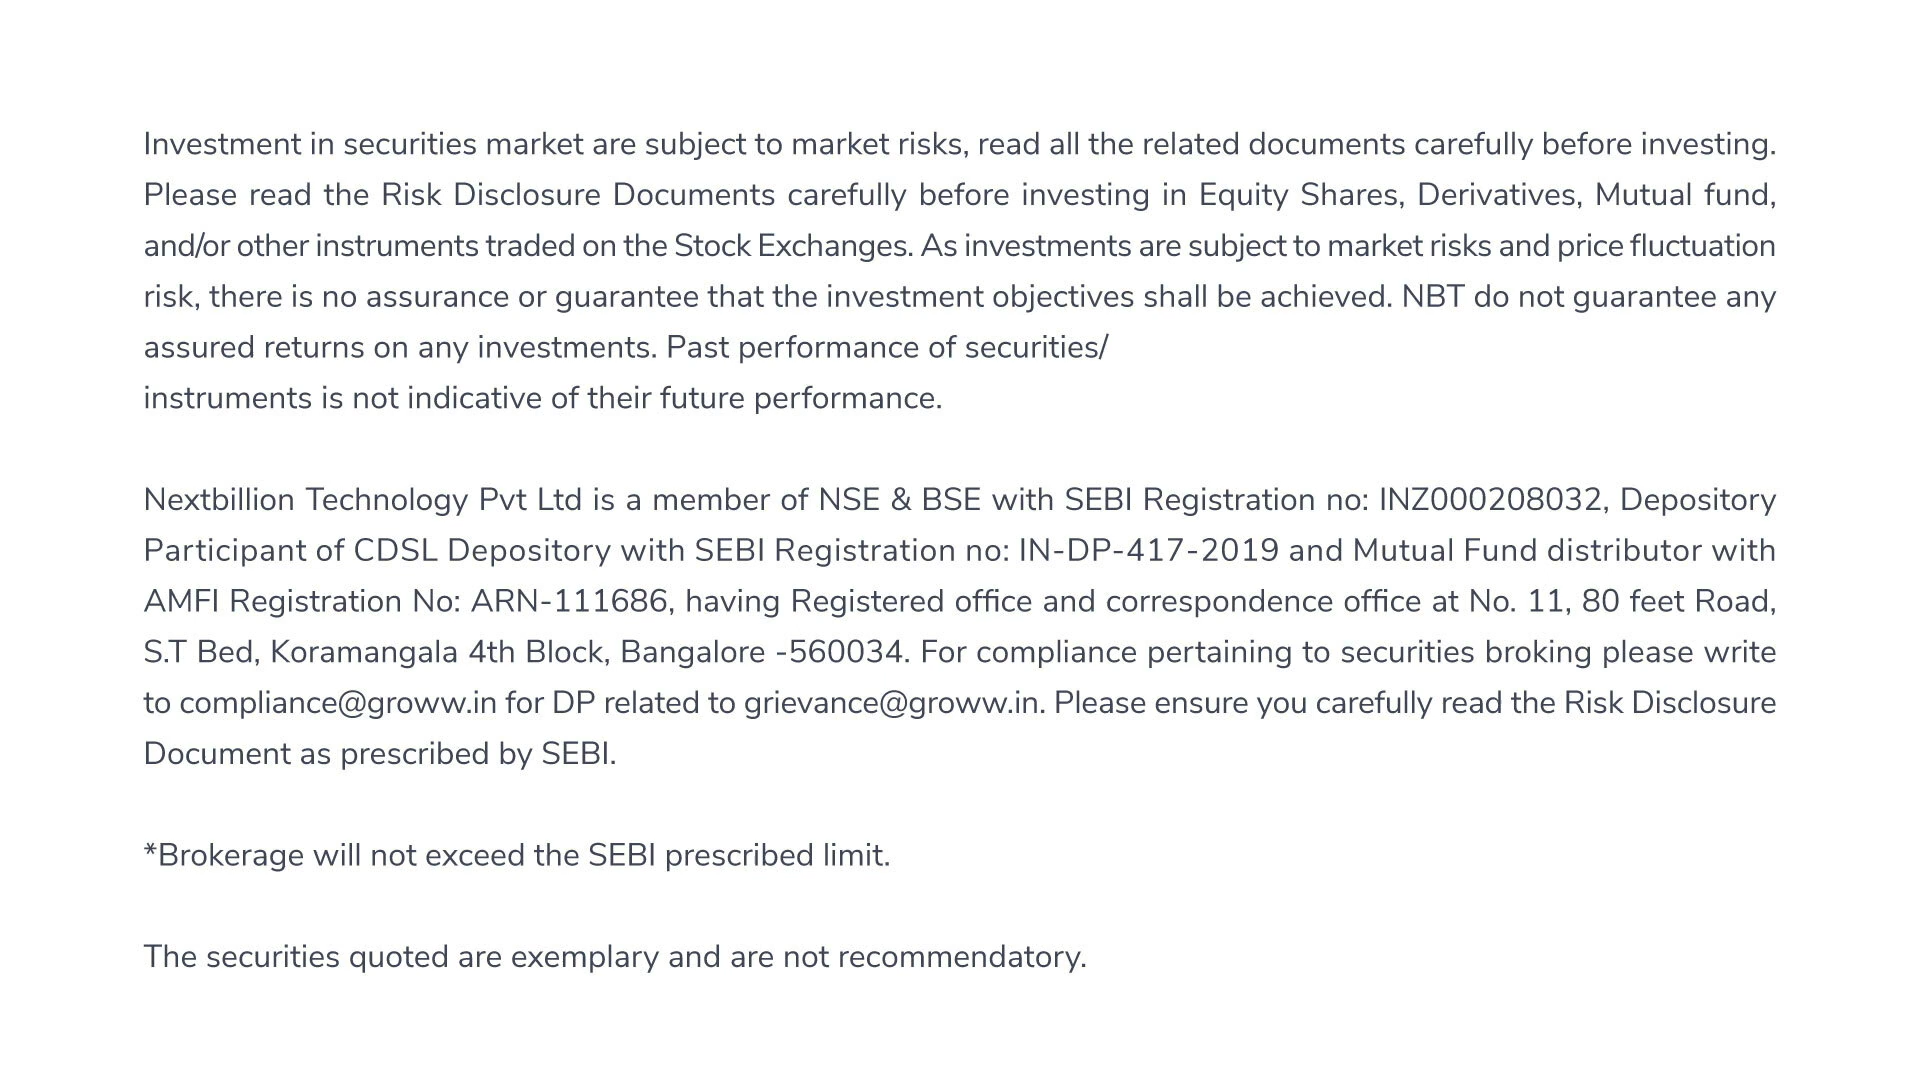 Investment in securities market are subject to market risks, read all the related documents carefully before investing.
Please read the Risk Disclosure Documents carefully before investing in Equity Shares, Derivatives, Mutual fund,
and/or other instruments traded on the Stock Exchanges. As investments are subject to market risks and price fluctuation
risk, there is no assurance or guarantee that the investment objectives shall be achieved. NBT do not guarantee any
assured returns on any investments. Past performance of securities/
instruments is not indicative of their future performance.
Nextbillion Technology Pvt Ltd is a member of NSE & BSE with SEBI Registration no: INZ000208032, Depository
Participant of CDSL Depository with SEBI Registration no: IN-DP-417-2019 and Mutual Fund distributor with
AMFI Registration No: ARN-111686, having Registered office and correspondence office at No. 11, 80 feet Road,
S.T Bed, Koramangala 4th Block, Bangalore -560034. For compliance pertaining to securities broking please write
to compliance@groww.in for DP related to grievance@groww.in. Please ensure you carefully read the Risk Disclosure
Document as prescribed by SEBI.
*Brokerage will not exceed the SEBI prescribed limit.
The securities quoted are exemplary and are not recommendatory.